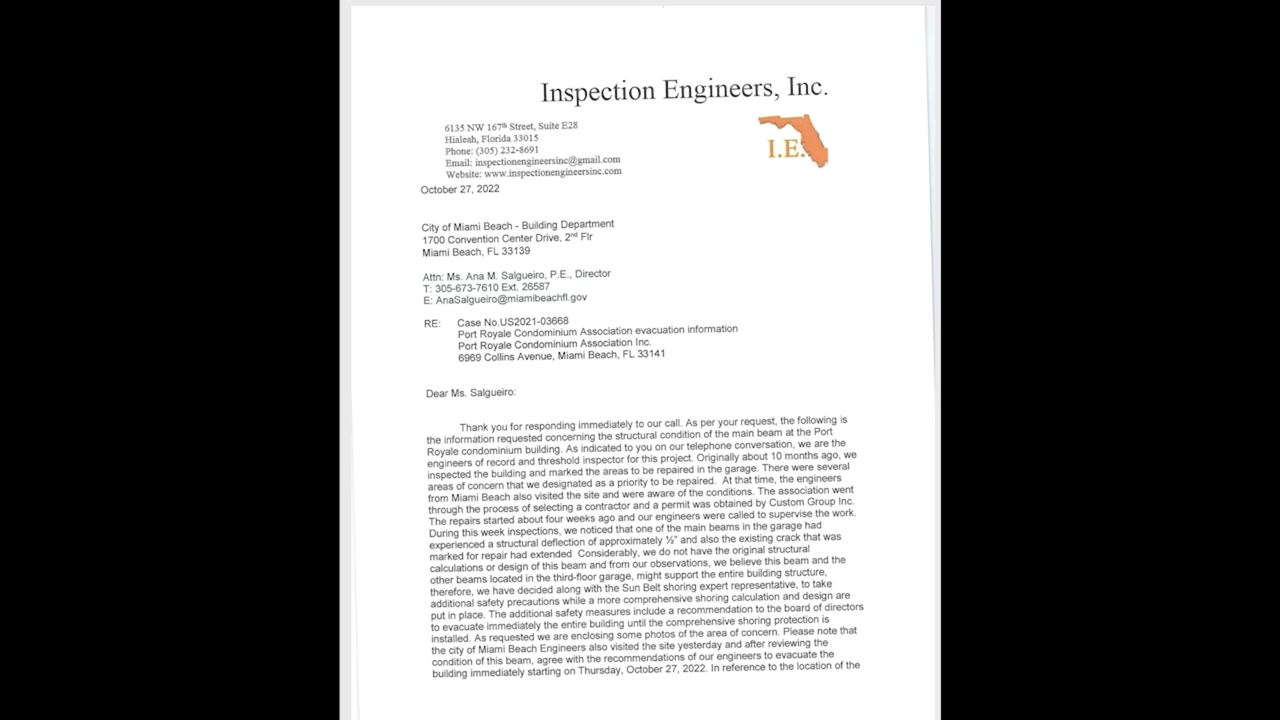 Inspection Engineers, Inc.
6135 NW 167th Street, Suite E28
Hialeah, Florida 33015
Phone: (305) 232-8691
Email: inspectionengineersinc@gmail.com
Website: www.inspectionengineersinc.com
I.E.
October 27, 2022
City of Miami Beach - Building Department
1700 Convention Center Drive, 2nd Flr
Miami Beach, FL 33139
Attn: Ms. Ana M. Salgueiro, P.E., Director
T: 305-673-7610 Ext. 26587
E: AnaSalgueiro@miamibeachfl.gov
RE: Case No.US2021-03668
Port Royale Condominium Association evacuation information
Port Royale Condominium Association Inc.
6969 Collins Avenue, Miami Beach, FL 33141
Dear Ms. Salgueiro:
Thank you for responding immediately to our call. As per your request, the following is
the information requested concerning the structural condition of the main beam at the Port
Royale condominium building. As indicated to you on our telephone conversation, we are the
engineers of record and threshold inspector for this project. Originally about 10 months ago, we
inspected the building and marked the areas to be repaired in the garage. There were several
areas of concern that we designated as a priority to be repaired. At that time, the engineers
from Miami Beach also visited the site and were aware of the conditions. The association went
through the process of selecting a contractor and a permit was obtained by Custom Group Inc.
The repairs started about four weeks ago and our engineers were called to supervise the work.
During this week inspections, we noticed that one of the main beams in the garage had
experienced a structural deflection of approximately ½" and also the existing crack that was
marked for repair had extended Considerably, we do not have the original structural
calculations or design of this beam and from our observations, we believe this beam and the
other beams located in the third-floor garage, might support the entire building structure,
therefore, we have decided along with the Sun Belt shoring expert representative, to take
additional safety precautions while a more comprehensive shoring calculation and design are
put in place. The additional safety measures include a recommendation to the board of directors
to evacuate immediately the entire building until the comprehensive shoring protection is
installed. As requested we are enclosing some photos of the area of concern. Please note that
the city of Miami Beach Engineers also visited the site yesterday and after reviewing the
condition of this beam, agree with the recommendations of our engineers to evacuate the
building immediately starting on Thursday, October 27, 2022. In reference to the location of the